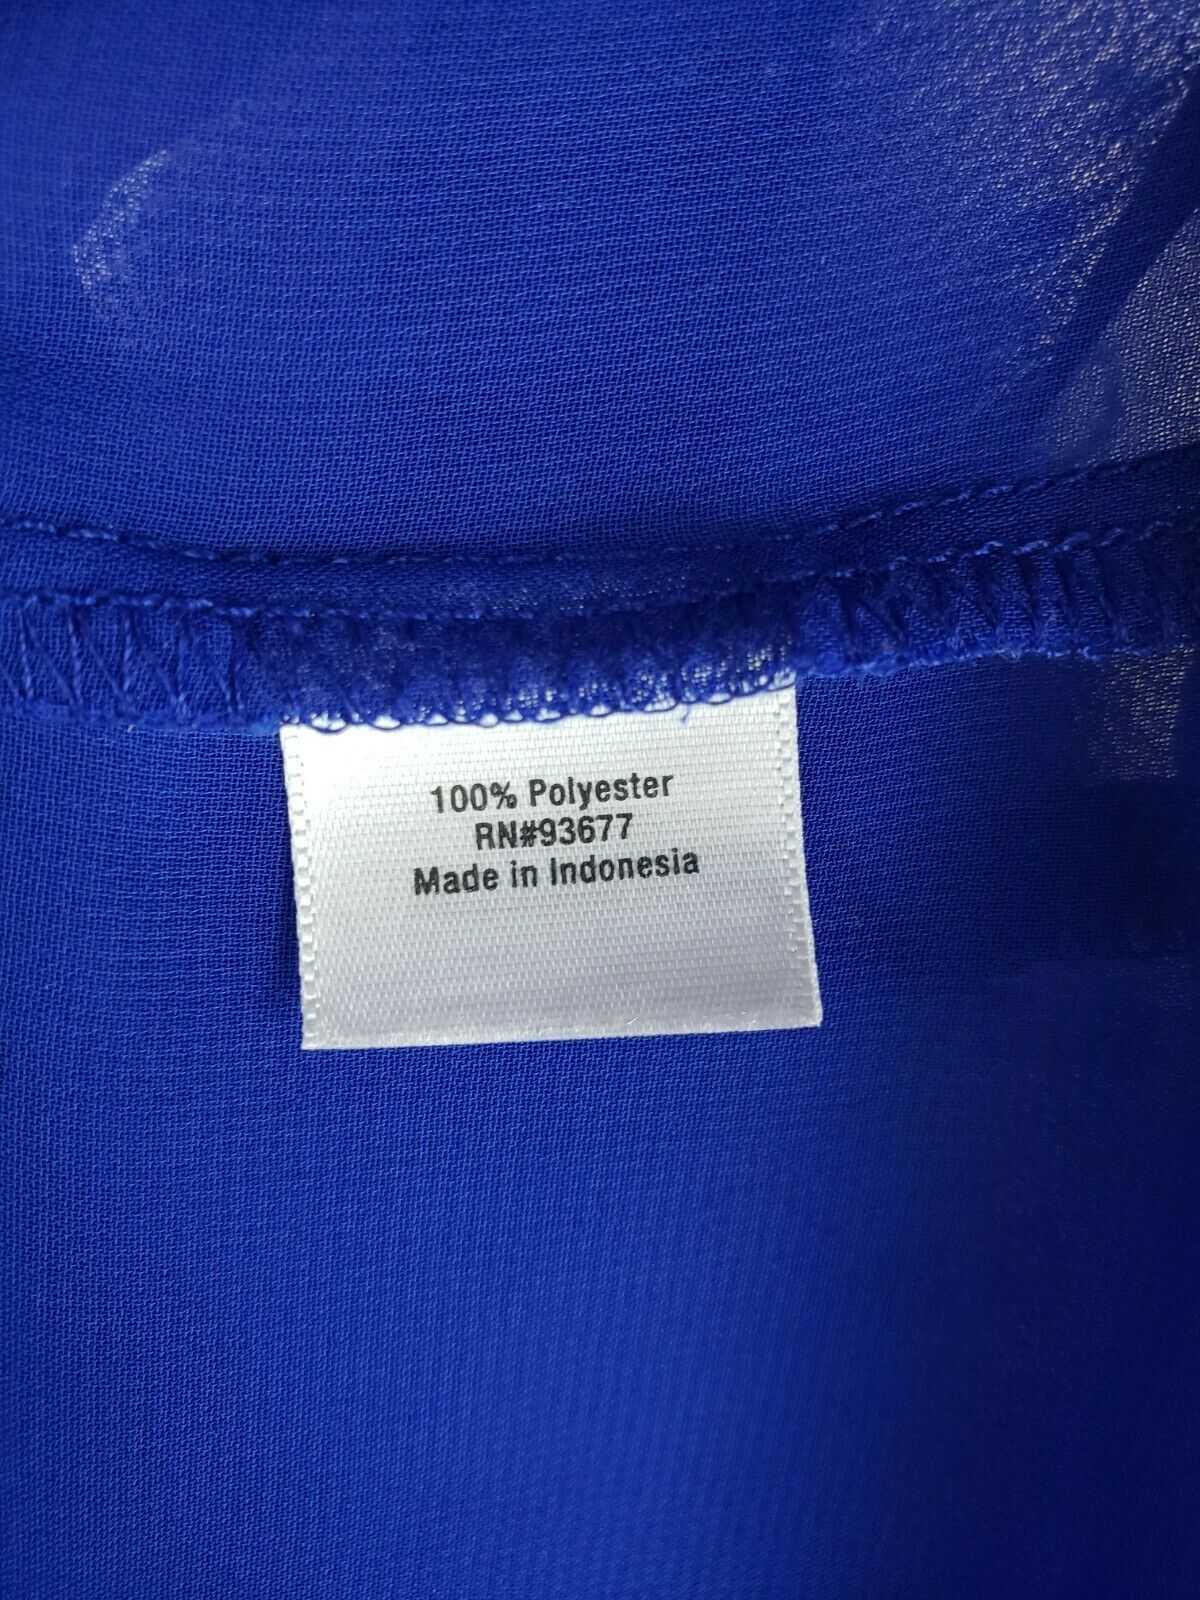 100% Polyester
RN#93677
Made in Indonesia